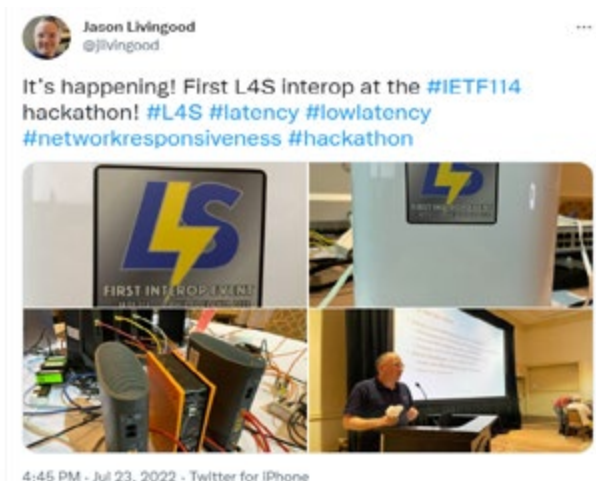 Jason Livingood
@jlivingood
It's happening! First L4S interop at the #IETF114
hackathon! #L4S #latency #lowlatency
#networkresponsiveness #hackathon
L4S
FIRST INTEROP EVENT
4:45 PM · Jul 23, 2022 · Twitter for iPhone